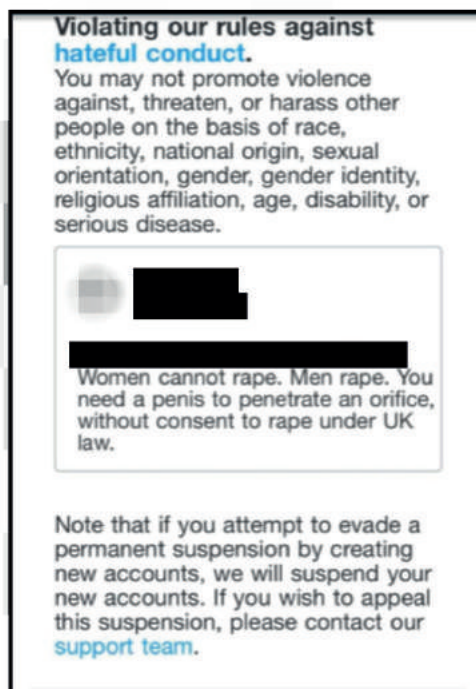 Violating our rules against
hateful conduct.
You may not promote violence
against, threaten, or harass other
people on the basis of race,
ethnicity, national origin, sexual
orientation, gender, gender identity,
religious affiliation, age, disability, or
serious disease.
Women cannot rape. Men rape. You
need a penis to penetrate an orifice,
without consent to rape under UK
law.
Note that if you attempt to evade a
permanent suspension by creating
new accounts, we will suspend your
new accounts. If you wish to appeal
this suspension, please contact our
support team.